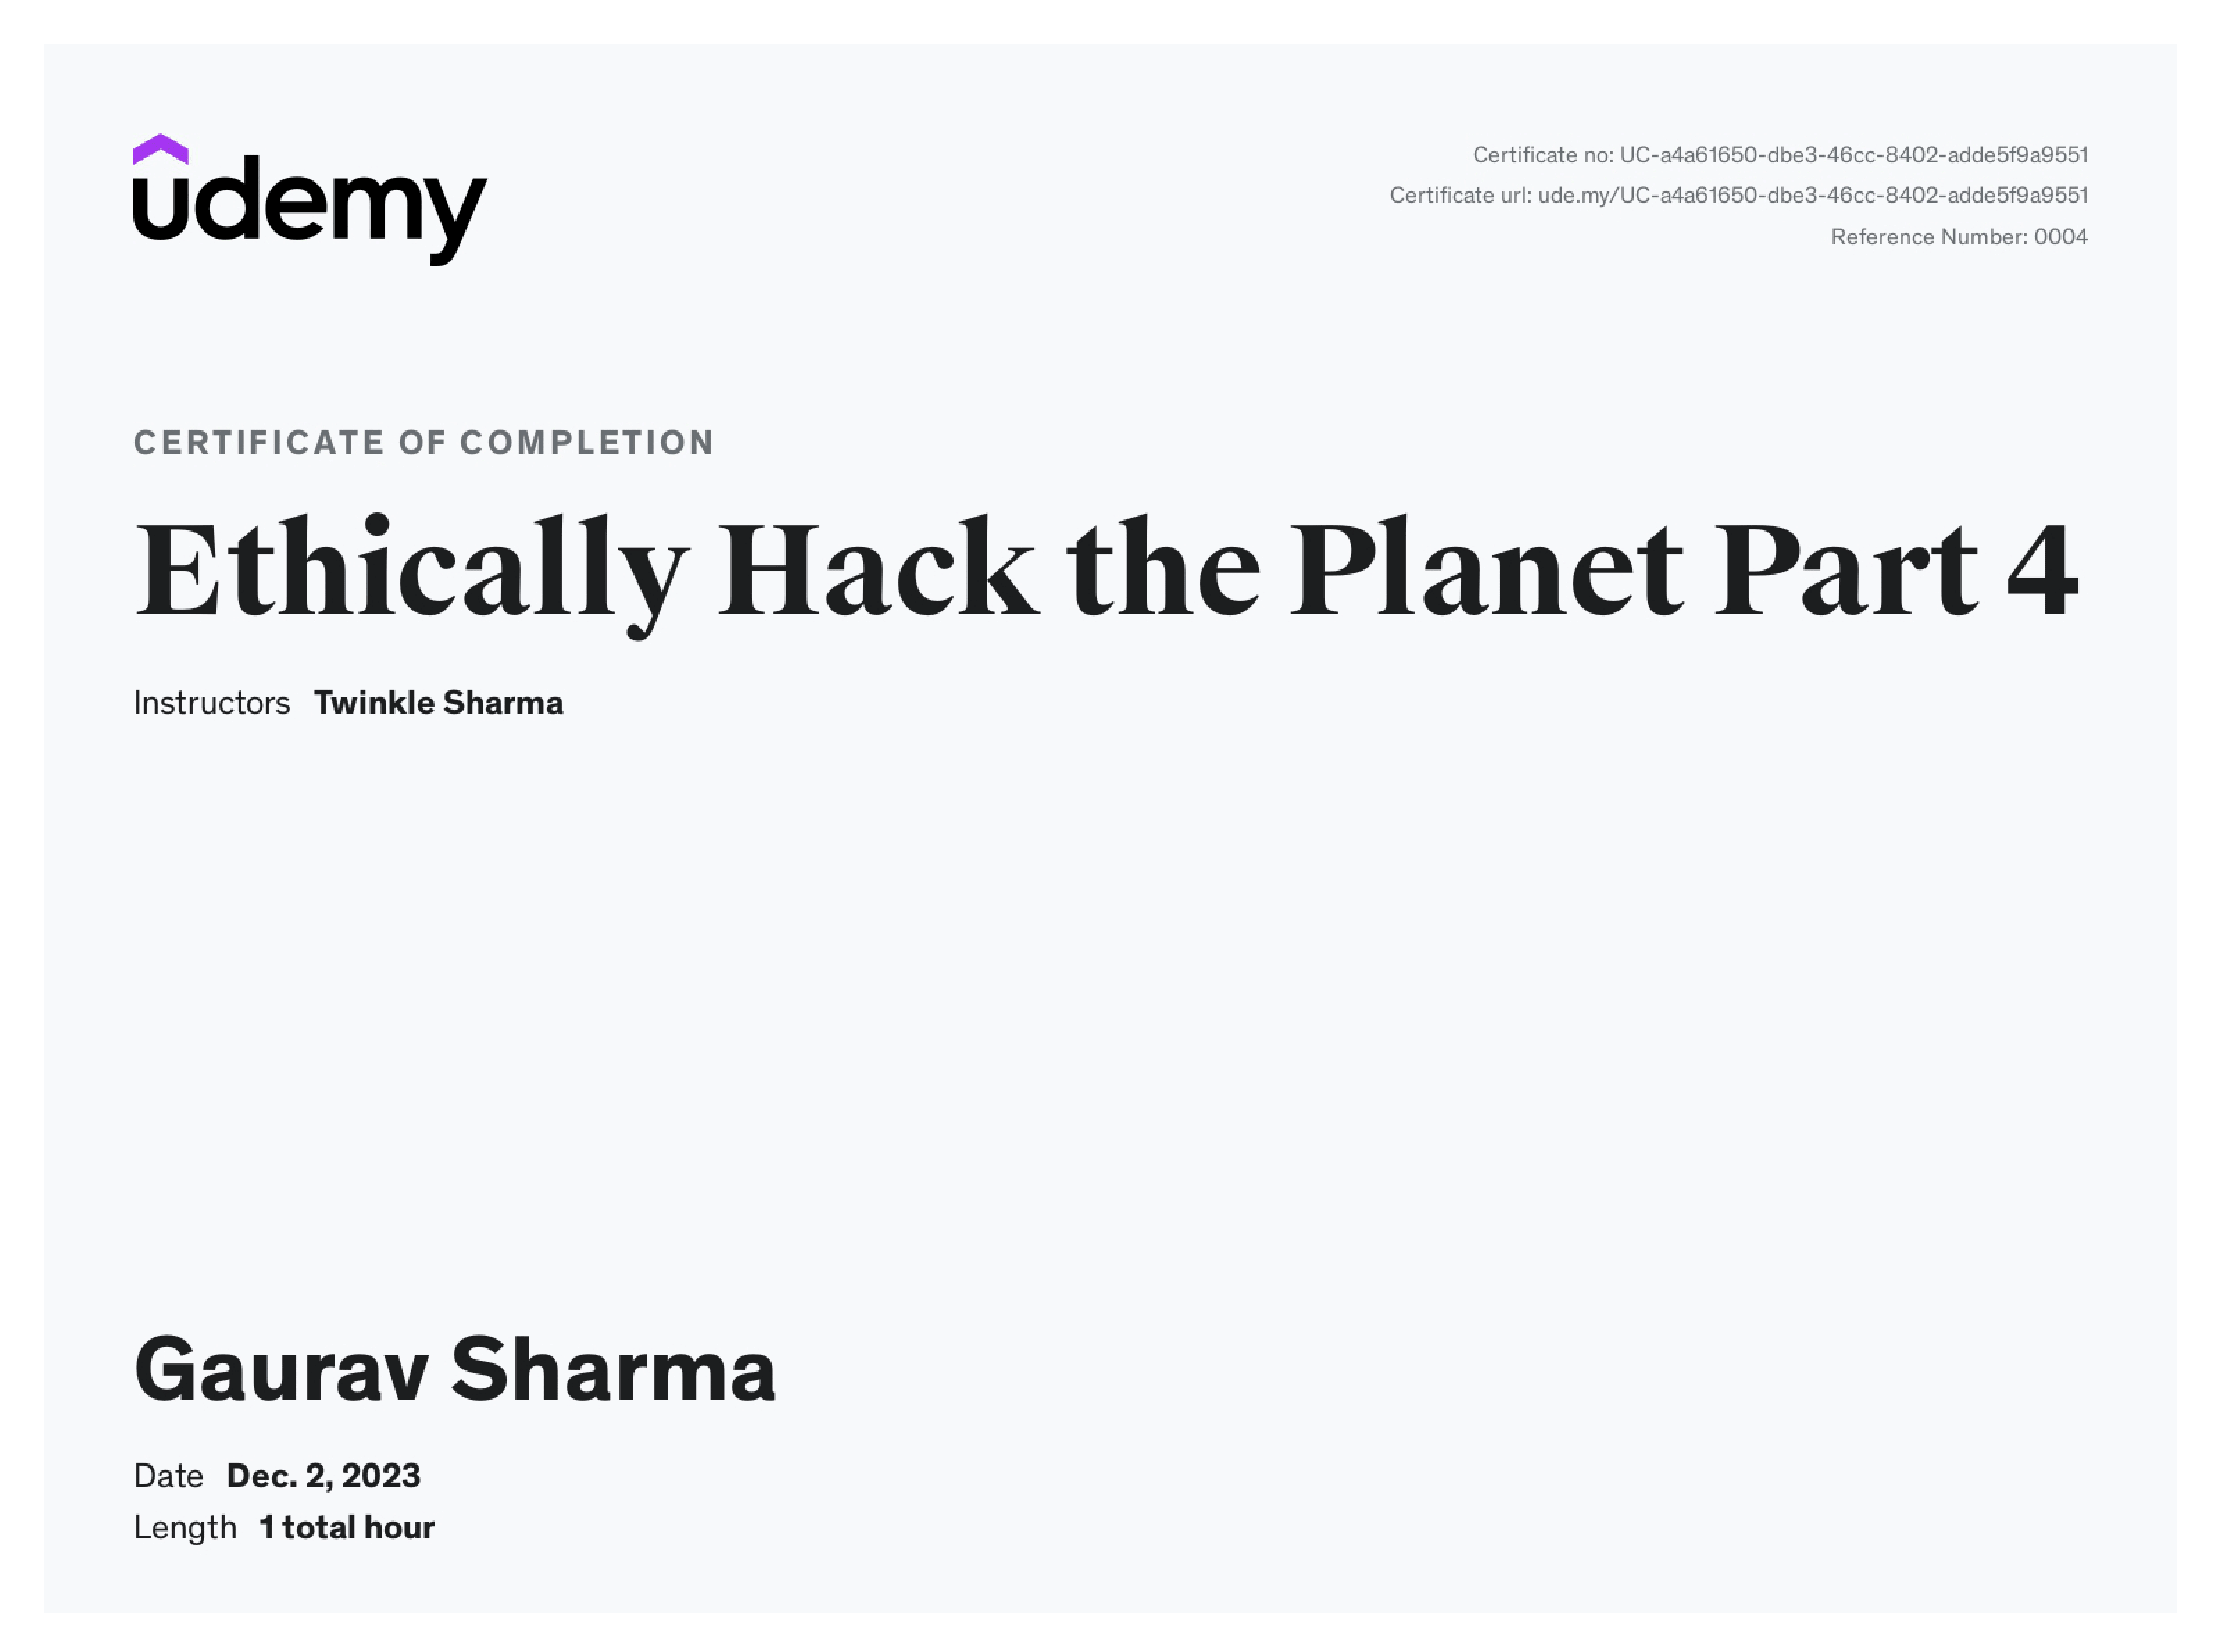 udemy
Certificate no: UC-a4a61650-dbe3-46cc-8402-adde5f9a9551
Certificate url: ude.my/UC-a4a61650-dbe3-46cc-8402-adde5f9a9551
Reference Number: 0004
CERTIFICATE OF COMPLETION
Ethically Hack the Planet Part 4
Instructors Twinkle Sharma
Gaurav Sharma
Date Dec. 2, 2023
Length 1 total hour